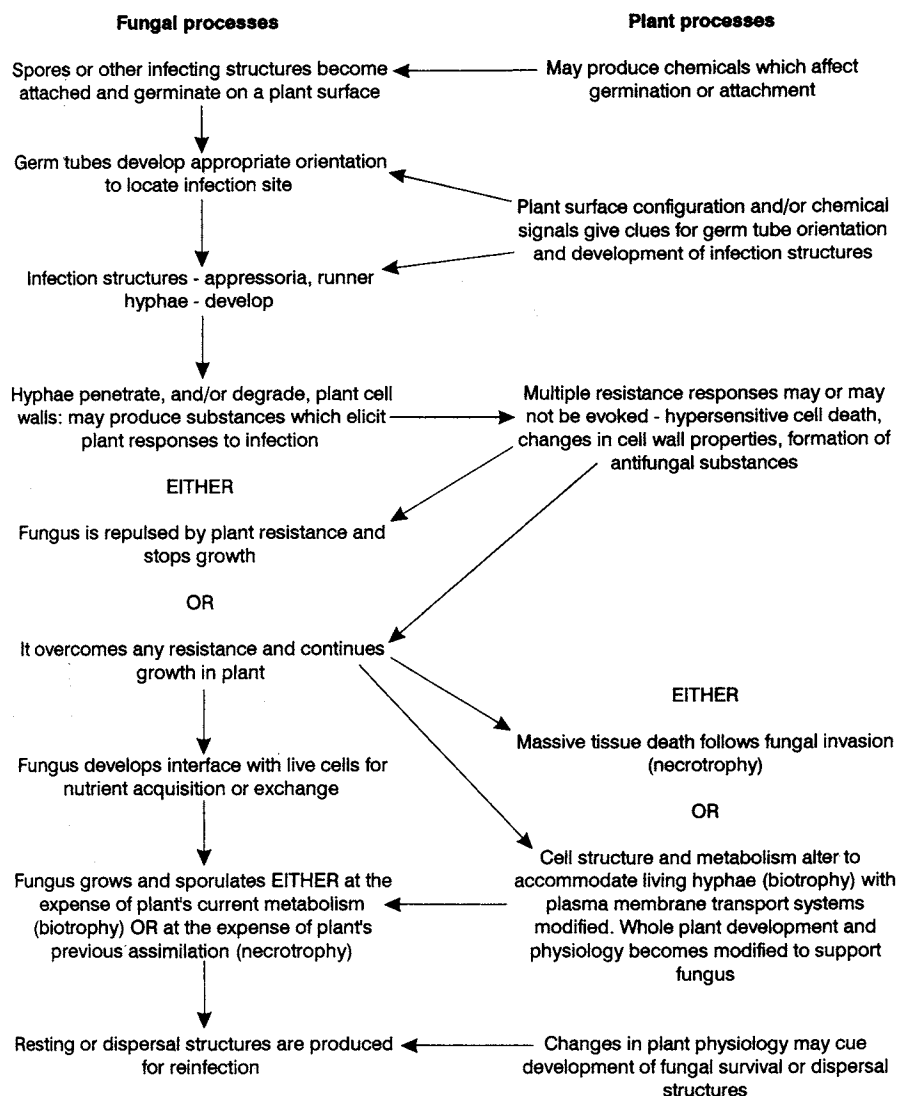 Fungal processes
Plant processes
Spores or other infecting structures become
attached and germinate on a plant surface
May produce chemicals which affect
germination or attachment
Germ tubes develop appropriate orientation
to locate infection site
Plant surface configuration and/or chemical
signals give clues for germ tube orientation
and development of infection structures
Infection structures - appressoria, runner
hyphae - develop
Hyphae penetrate, and/or degrade, plant cell
walls: may produce substances which elicit
plant responses to infection
Multiple resistance responses may or may
not be evoked - hypersensitive cell death,
changes in cell wall properties, formation of
antifungal substances
EITHER
Fungus is repulsed by plant resistance and
stops growth
OR
It overcomes any resistance and continues
growth in plant
EITHER
Massive tissue death follows fungal invasion
(necrotrophy)
Fungus develops interface with live cells for
nutrient acquisition or exchange
OR
Cell structure and metabolism alter to
accommodate living hyphae (biotrophy) with
plasma membrane transport systems
modified. Whole plant development and
physiology becomes modified to support
fungus
Fungus grows and sporulates EITHER at the
expense of plant's current metabolism
(biotrophy) OR at the expense of plant's
previous assimilation (necrotrophy)
Resting or dispersal structures are produced
for reinfection
Changes in plant physiology may cue
development of fungal survival or dispersal
structures